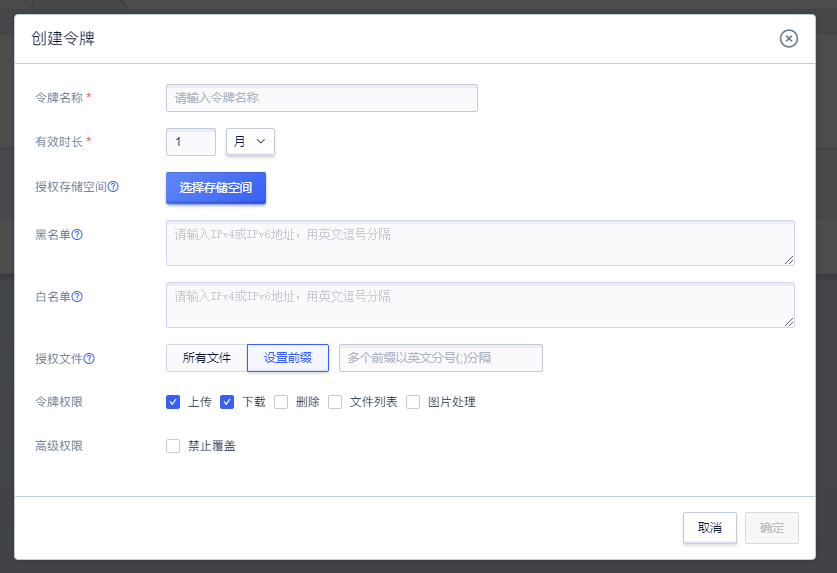 创建令牌
令牌名称 * 请输入令牌名称
有效时长 * 1 月
授权存储空间 选择存储空间
黑名单 请输入IPv4或IPv6地址，用英文逗号分隔
白名单 请输入IPv4或IPv6地址，用英文逗号分隔
授权文件 所有文件 设置前缀 多个前缀以英文分号(;)分隔
令牌权限 上传 下载 删除 文件列表 图片处理
高级权限 禁止覆盖
取消 确定